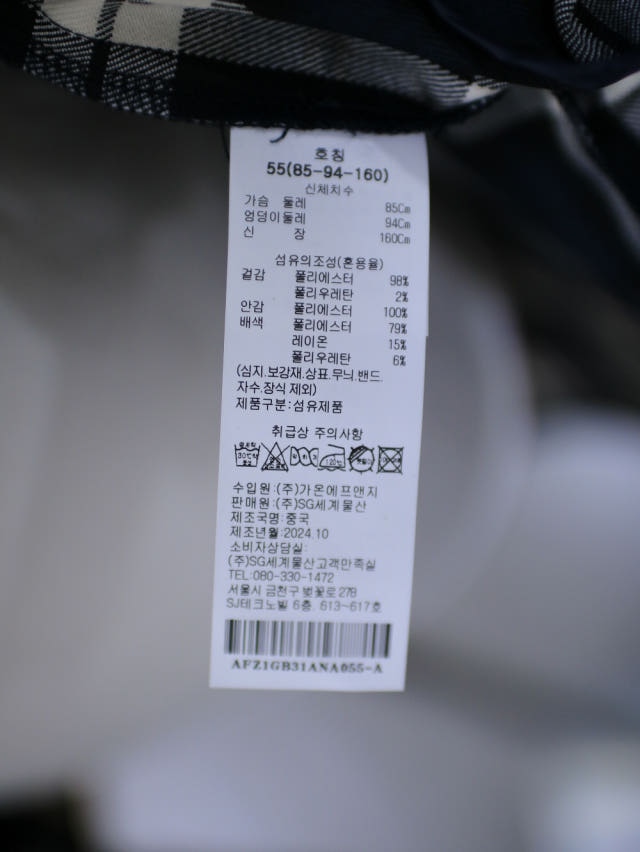 호칭
55(85-94-160)
신체치수
가슴 둘레 85Cm
엉덩이둘레 94Cm
신 장 160Cm
섬유의조성(혼용율)
겉감 폴리에스터 98%
폴리우레탄 2%
안감 폴리에스터 100%
배색 폴리에스터 79%
레이온 15%
폴리우레탄 6%
(심지.보강재.상표.무늬.밴드.
자수.장식 제외)
제품구분:섬유제품
취급상 주의사항
수입원:(주)가온에프앤지
판매원:(주)SG세계물산
제조국명:중국
제조년월:2024.10
소비자상담실:
(주)SG세계물산고객만족실
TEL:080-330-1472
서울시 금천구 벚꽃로 278
SJ테크노빌 6층 613~617호
AFZ1GB31ANA055-A